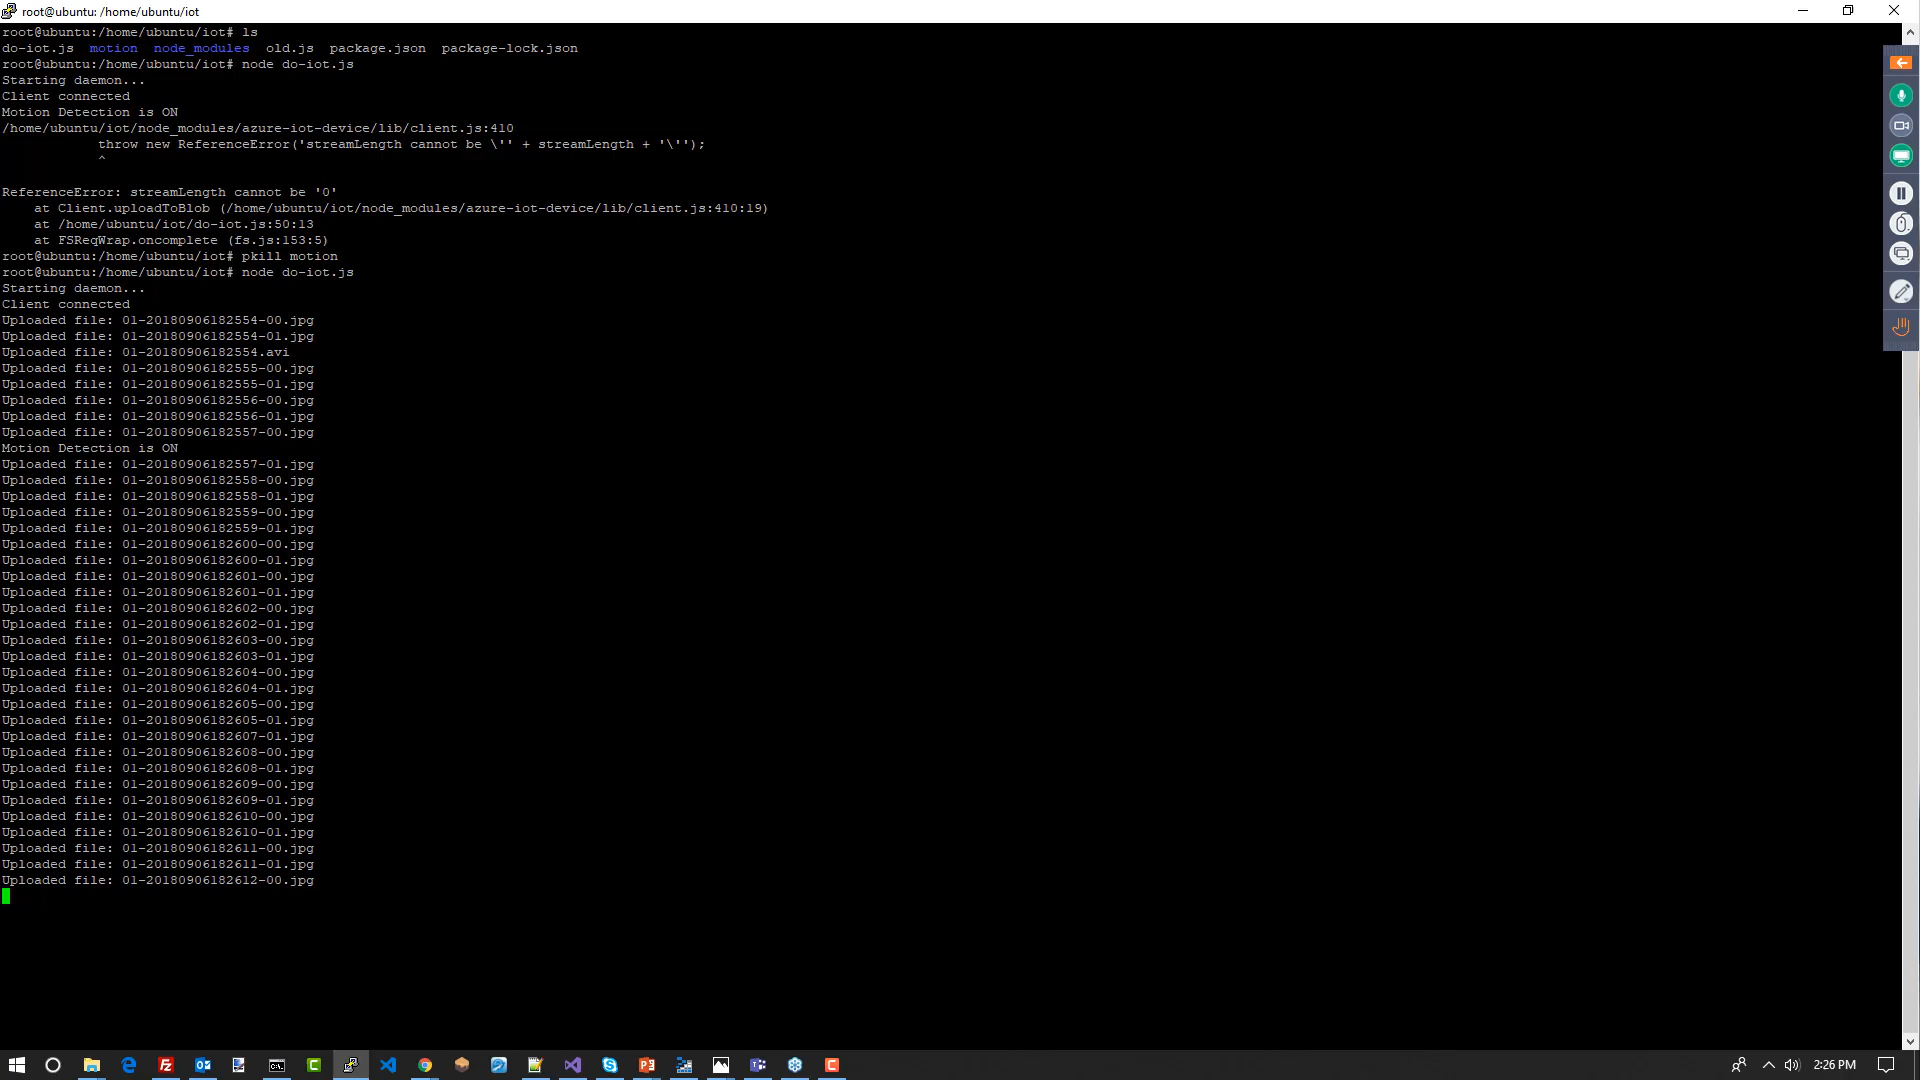 root@ubuntu: /home/ubuntu/iot
root@ubuntu:/home/ubuntu/iot# ls
do-iot.js  motion  node_modules  old.js  package.json  package-lock.json
root@ubuntu:/home/ubuntu/iot# node do-iot.js
Starting daemon...
Client connected
Motion Detection is ON
/home/ubuntu/iot/node_modules/azure-iot-device/lib/client.js:410
            throw new ReferenceError('streamLength cannot be \'' + streamLength + '\'');
            ^
ReferenceError: streamLength cannot be '0'
    at Client.uploadToBlob (/home/ubuntu/iot/node_modules/azure-iot-device/lib/client.js:410:19)
    at /home/ubuntu/iot/do-iot.js:50:13
    at FSReqWrap.oncomplete (fs.js:153:5)
root@ubuntu:/home/ubuntu/iot# pkill motion
root@ubuntu:/home/ubuntu/iot# node do-iot.js
Starting daemon...
Client connected
Uploaded file: 01-20180906182554-00.jpg
Uploaded file: 01-20180906182554-01.jpg
Uploaded file: 01-20180906182554.avi
Uploaded file: 01-20180906182555-00.jpg
Uploaded file: 01-20180906182555-01.jpg
Uploaded file: 01-20180906182556-00.jpg
Uploaded file: 01-20180906182556-01.jpg
Uploaded file: 01-20180906182557-00.jpg
Motion Detection is ON
Uploaded file: 01-20180906182557-01.jpg
Uploaded file: 01-20180906182558-00.jpg
Uploaded file: 01-20180906182558-01.jpg
Uploaded file: 01-20180906182559-00.jpg
Uploaded file: 01-20180906182559-01.jpg
Uploaded file: 01-20180906182600-00.jpg
Uploaded file: 01-20180906182600-01.jpg
Uploaded file: 01-20180906182601-00.jpg
Uploaded file: 01-20180906182601-01.jpg
Uploaded file: 01-20180906182602-00.jpg
Uploaded file: 01-20180906182602-01.jpg
Uploaded file: 01-20180906182603-00.jpg
Uploaded file: 01-20180906182603-01.jpg
Uploaded file: 01-20180906182604-00.jpg
Uploaded file: 01-20180906182604-01.jpg
Uploaded file: 01-20180906182605-00.jpg
Uploaded file: 01-20180906182605-01.jpg
Uploaded file: 01-20180906182607-01.jpg
Uploaded file: 01-20180906182608-00.jpg
Uploaded file: 01-20180906182608-01.jpg
Uploaded file: 01-20180906182609-00.jpg
Uploaded file: 01-20180906182609-01.jpg
Uploaded file: 01-20180906182610-00.jpg
Uploaded file: 01-20180906182610-01.jpg
Uploaded file: 01-20180906182611-00.jpg
Uploaded file: 01-20180906182611-01.jpg
Uploaded file: 01-20180906182612-00.jpg
2:26 PM